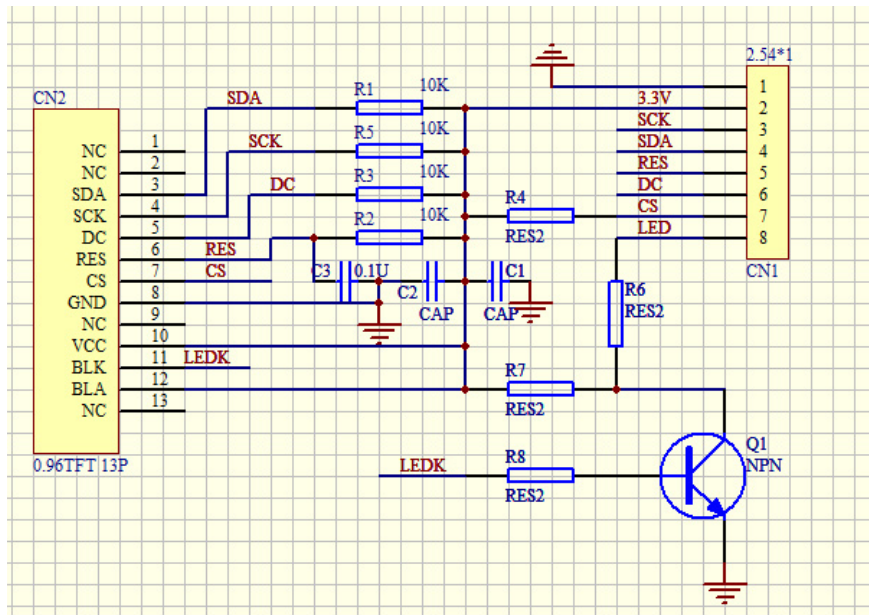 CN2
NC 1
NC 2
SDA 3
SCK 4
DC 5
RES 6
CS 7
GND 8
NC 9
VCC 10
BLK 11
BLA 12
NC 13
0.96TFT 13P
SDA
SCK
DC
RES
CS
LEDK
R1 10K
R5 10K
R3 10K
R2 10K
C3 0.1U
C2
CAP
C1
CAP
R4
RES2
R6
RES2
R7
RES2
LEDK
R8
RES2
Q1
NPN
2.54*1
1
3.3V 2
SCK 3
SDA 4
RES 5
DC 6
CS 7
LED 8
CN1